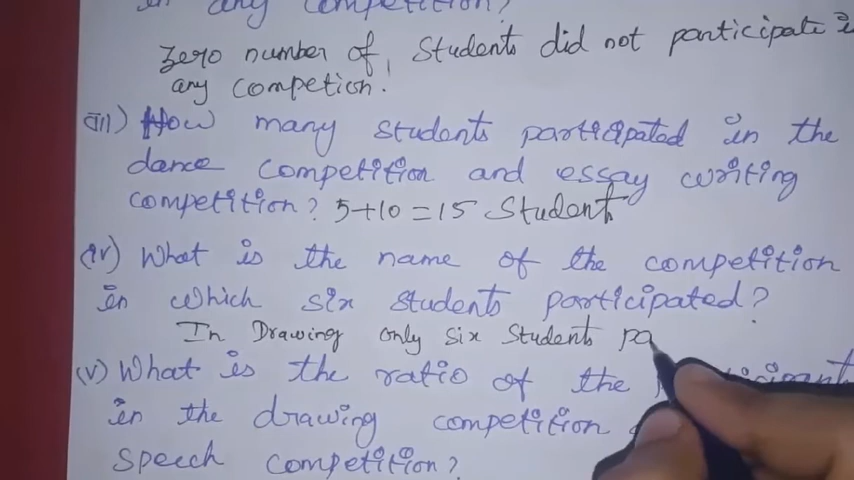 in any competition?
zero number of, Students did not participate
any competion.
(iii) How many students participated in the
dance competition and essay writing
competition? 5+10=15 Student
(iv) What is the name of the competition
in which six students participated?
In Drawing only six Students pa
(v) What is the ratio of the
in the drawing competition
speech competition?